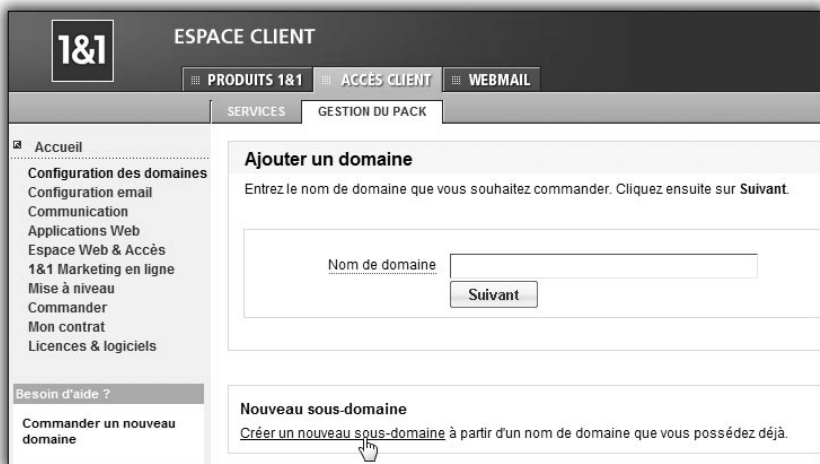 1&1
ESPACE CLIENT
PRODUITS 1&1
ACCÈS CLIENT
WEBMAIL
SERVICES
GESTION DU PACK
Accueil
Configuration des domaines
Configuration email
Communication
Applications Web
Espace Web & Accès
1&1 Marketing en ligne
Mise à niveau
Commander
Mon contrat
Licences & logiciels
Besoin d'aide ?
Commander un nouveau
domaine
Ajouter un domaine
Entrez le nom de domaine que vous souhaitez commander. Cliquez ensuite sur Suivant.
Nom de domaine
Suivant
Nouveau sous-domaine
Créer un nouveau sous-domaine à partir d'un nom de domaine que vous possédez déjà.